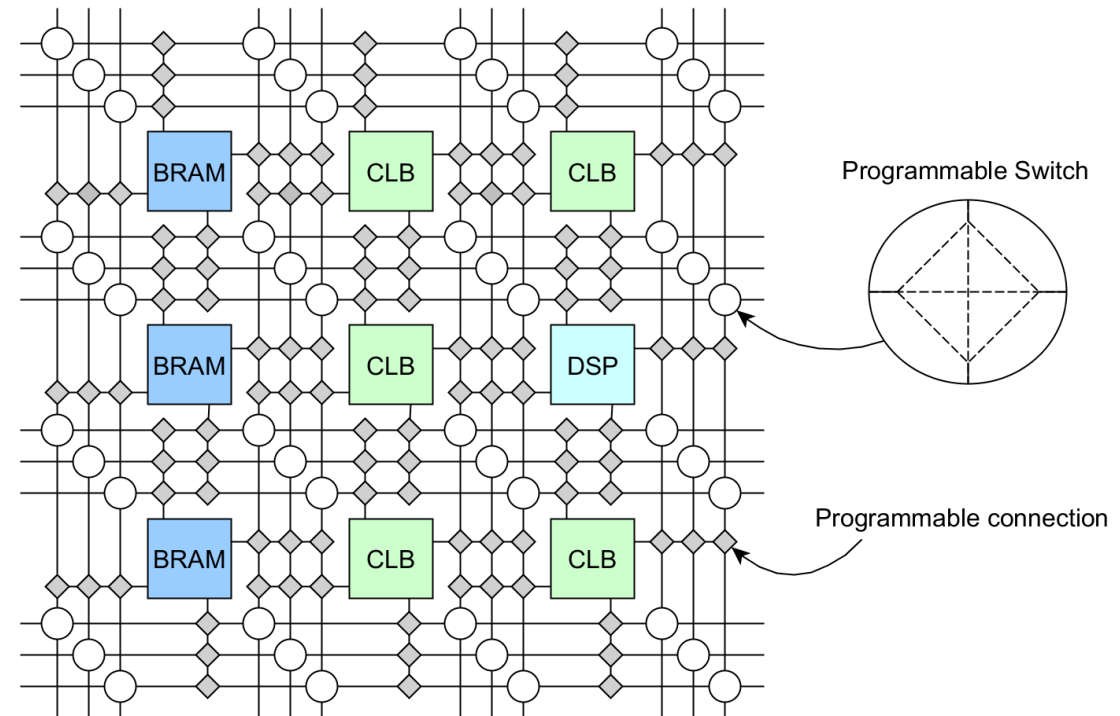 BRAM
CLB
CLB
Programmable Switch
BRAM
CLB
DSP
Programmable connection
BRAM
CLB
CLB